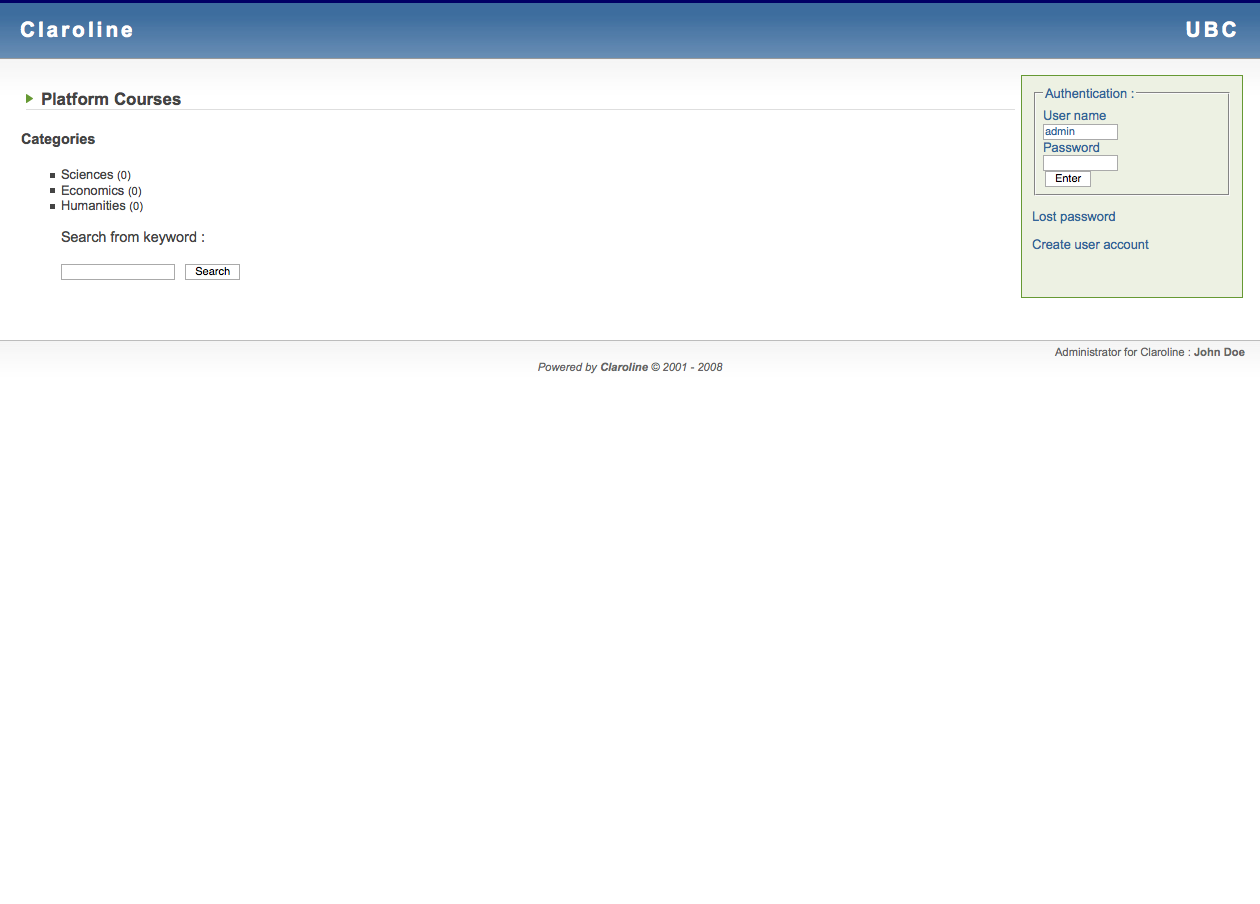 Claroline
UBC
Platform Courses
Categories
Sciences (0)
Economics (0)
Humanities (0)
Search from keyword :
Search
Authentication :
User name
admin
Password
Enter
Lost password
Create user account
Administrator for Claroline : John Doe
Powered by Claroline © 2001 - 2008